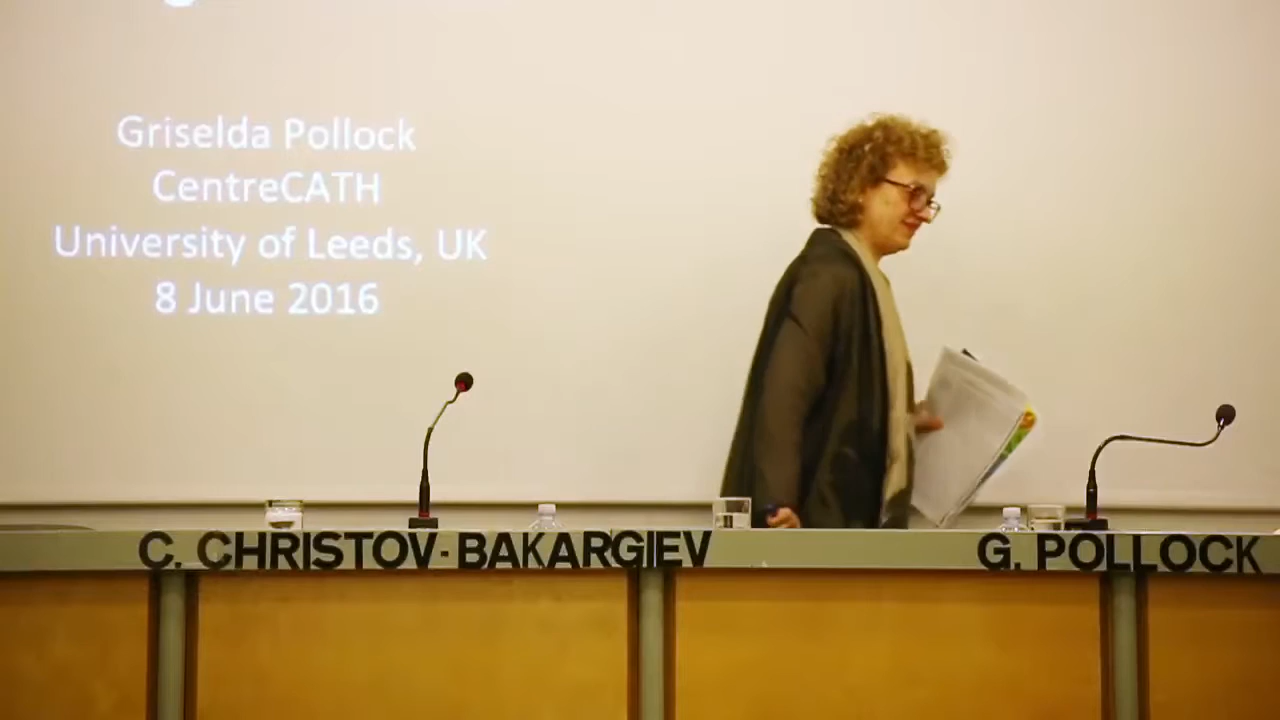 Griselda Pollock
CentreCATH
University of Leeds, UK
8 June 2016
C. CHRISTOV-BAKARGIEV
G. POLLOCK